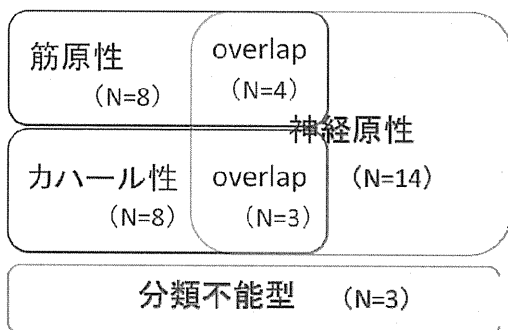 筋原性
(N=8)
overlap
(N=4)
神経原性
(N=14)
カハール性
(N=8)
overlap
(N=3)
分類不能型 (N=3)